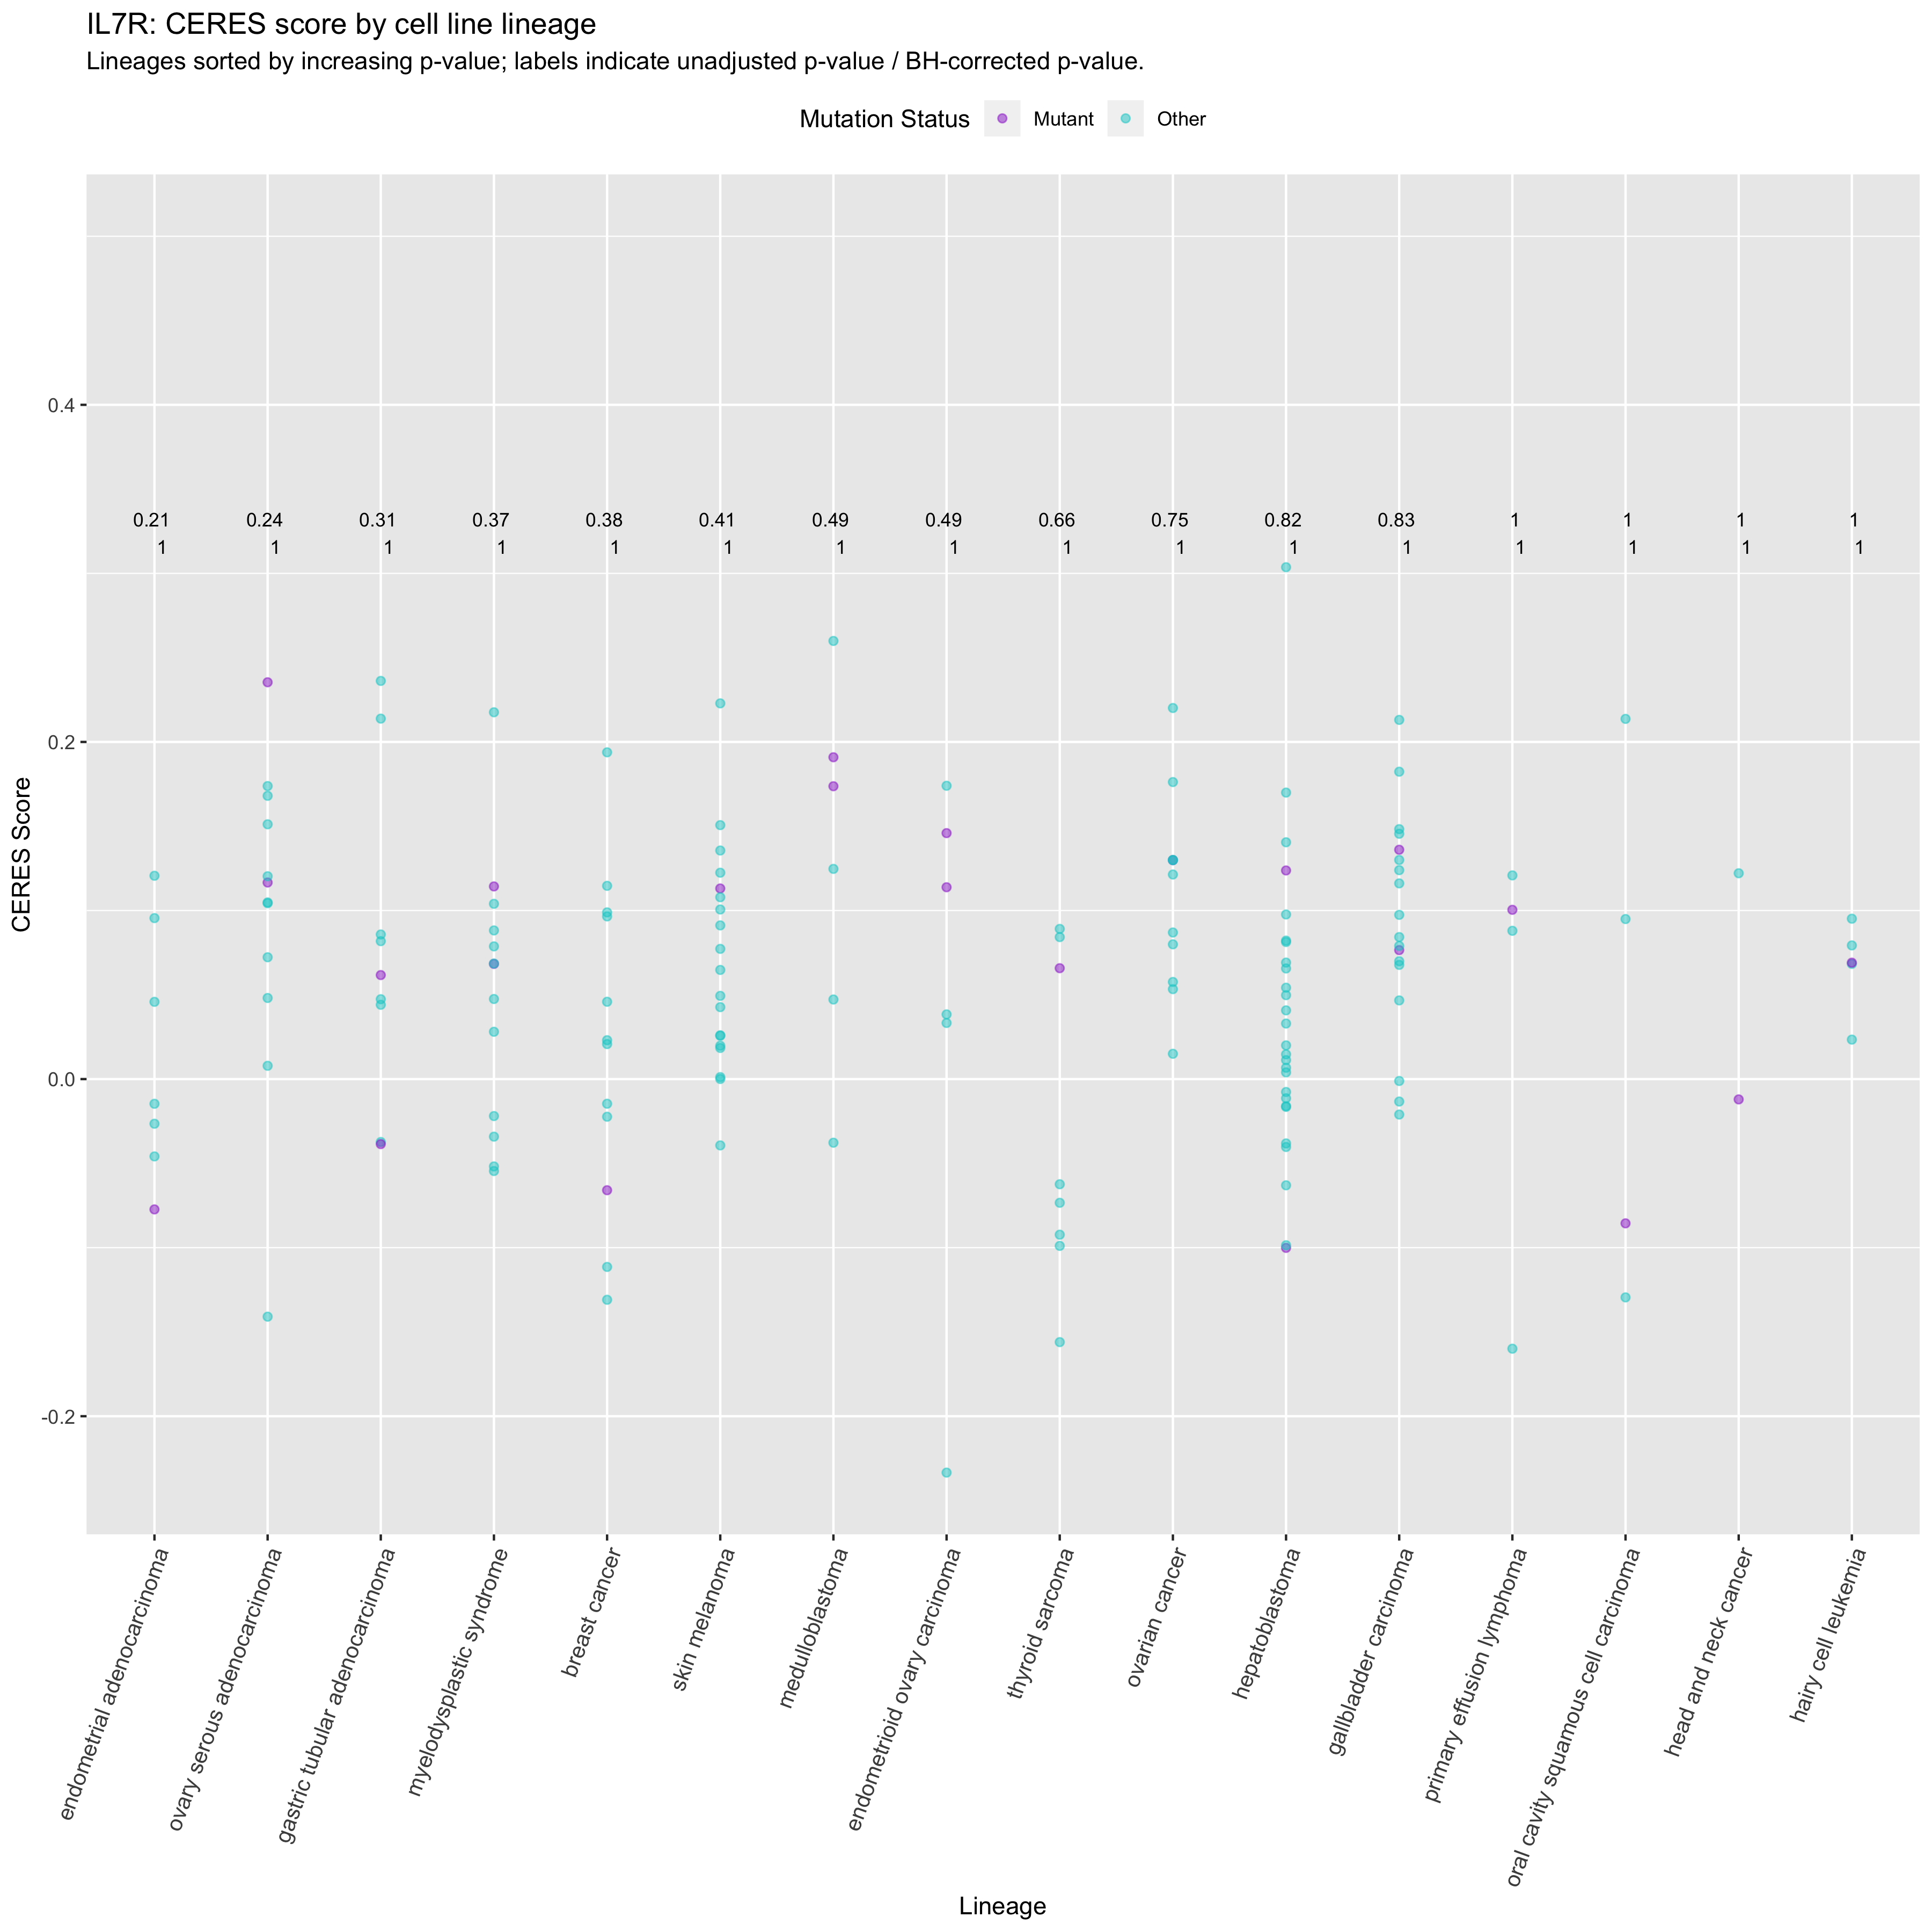 IL7R: CERES score by cell line lineage
Lineages sorted by increasing p-value; labels indicate unadjusted p-value / BH-corrected p-value.
Mutation Status Mutant Other
CERES Score
0.4
0.2
0.0
-0.2
0.21 0.24 0.31 0.37 0.38 0.41 0.49 0.49 0.66 0.75 0.82 0.83 1 1 1 1
1 1 1 1 1 1 1 1 1 1 1 1 1 1 1 1
endometrial adenocarcinoma
ovary serous adenocarcinoma
gastric tubular adenocarcinoma
myelodysplastic syndrome
breast cancer
skin melanoma
medulloblastoma
endometrioid ovary carcinoma
thyroid sarcoma
ovarian cancer
hepatoblastoma
gallbladder carcinoma
primary effusion lymphoma
oral cavity squamous cell carcinoma
head and neck cancer
hairy cell leukemia
Lineage